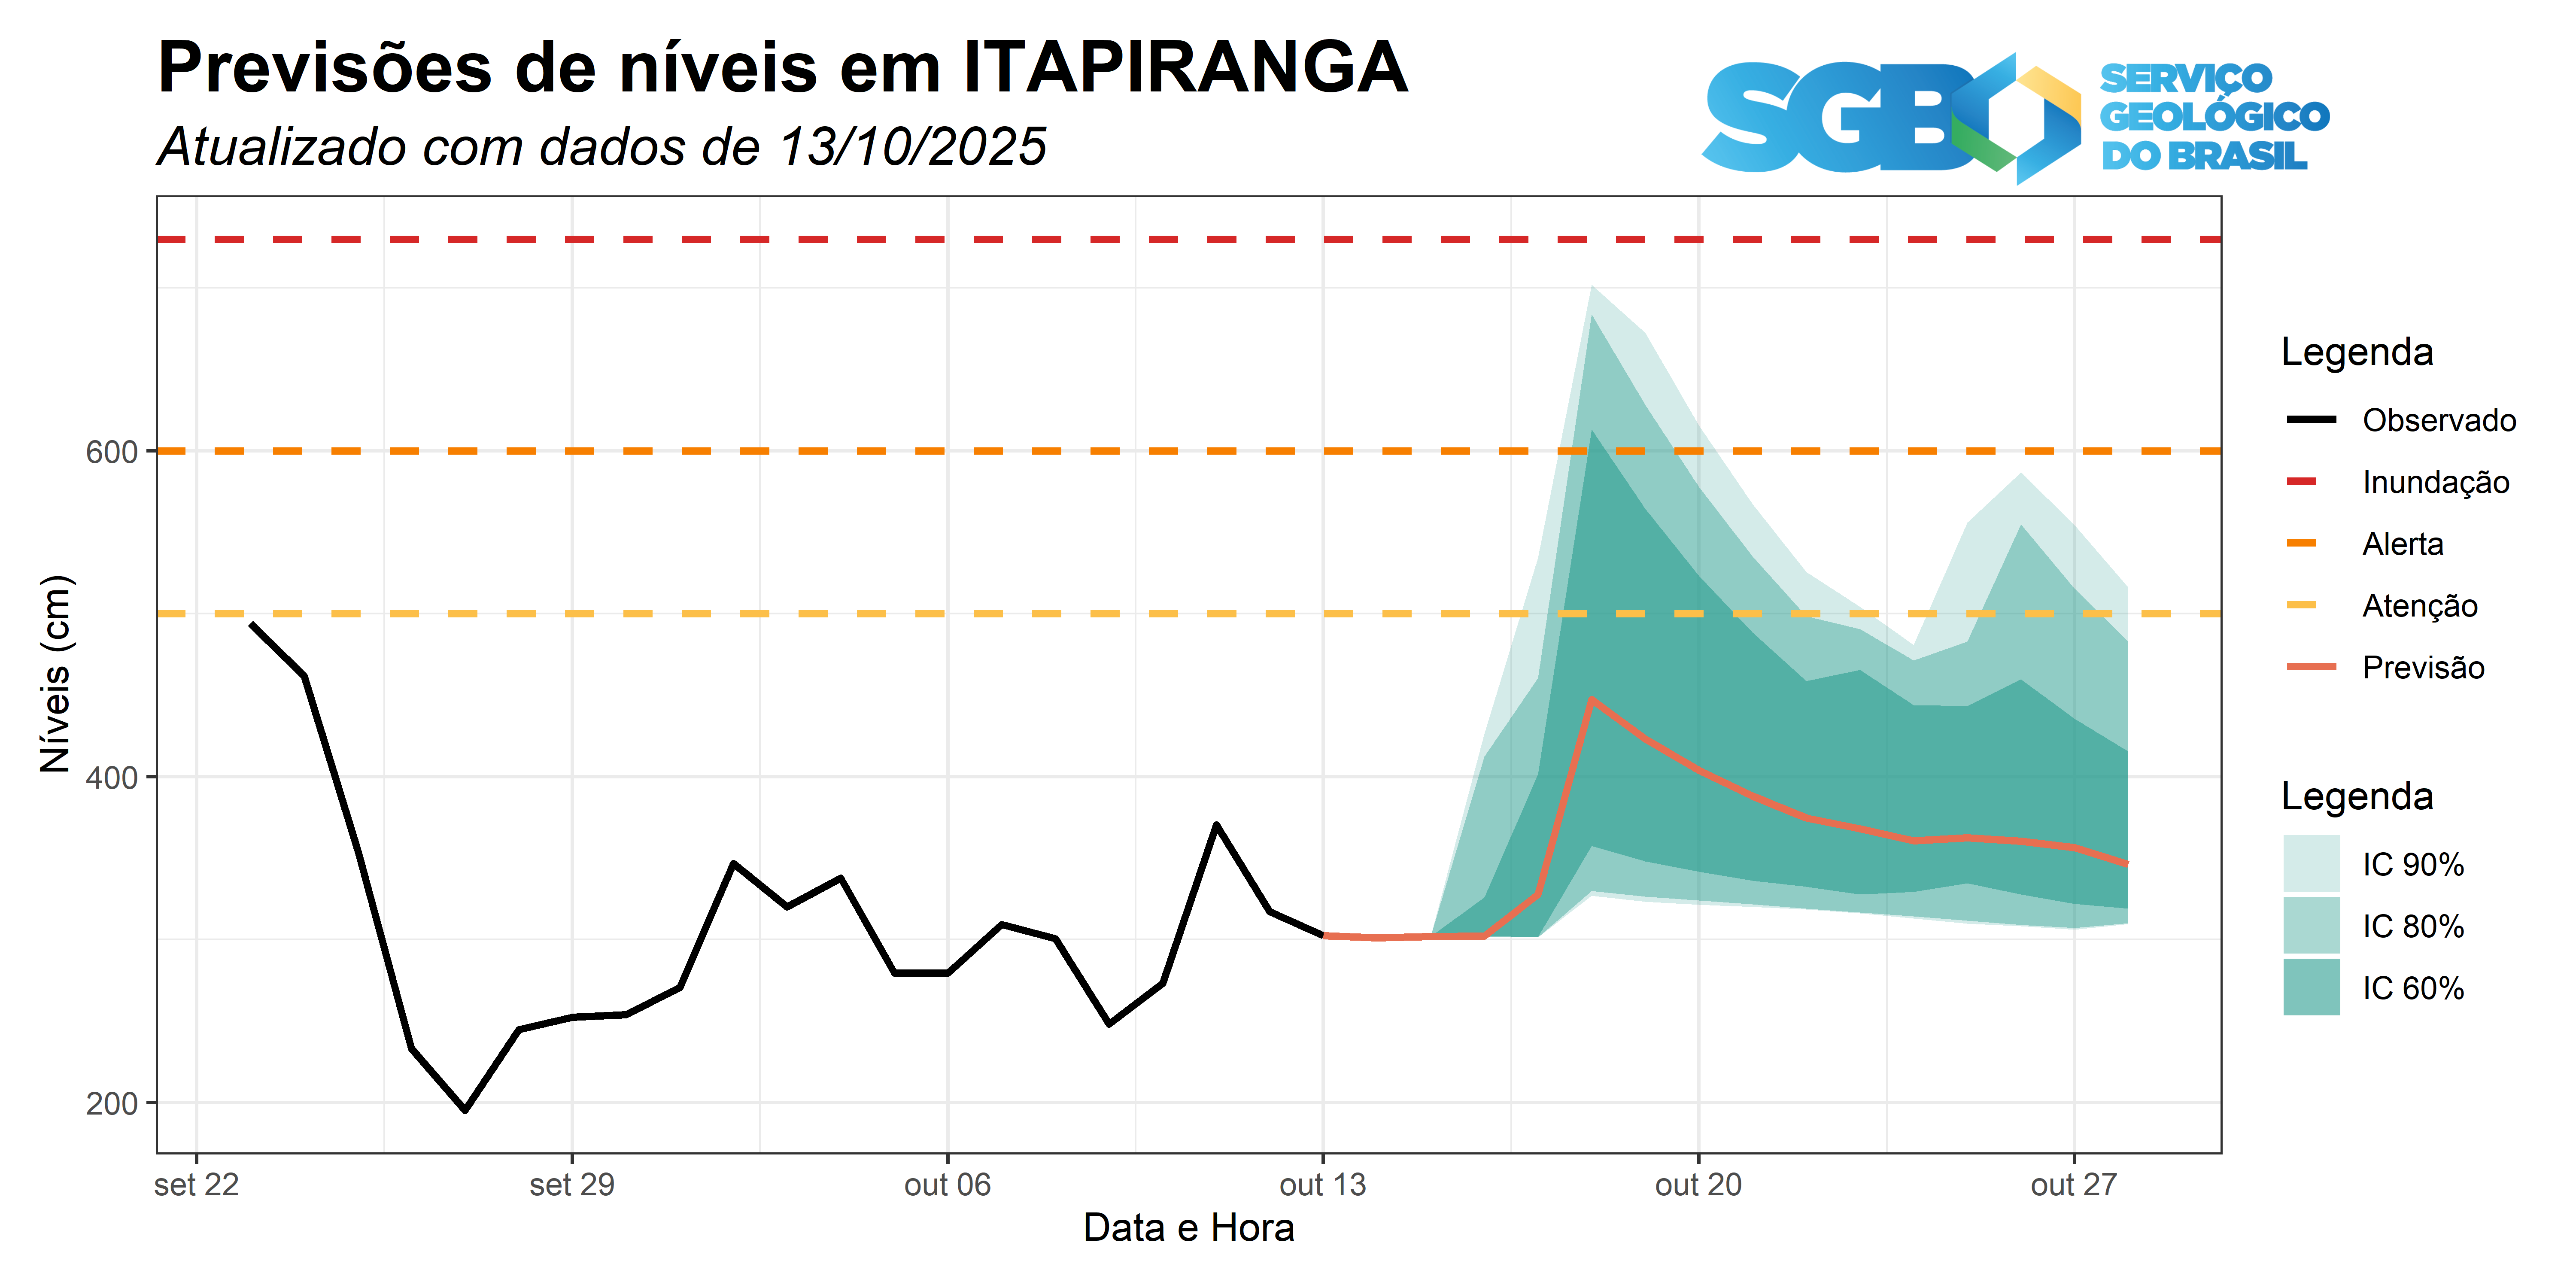 Previsões de níveis em ITAPIRANGA
Atualizado com dados de 13/10/2025
SGB
SERVIÇO
GEOLÓGICO
DO BRASIL
Níveis (cm)
600
400
200
set 22
set 29
out 06
out 13
out 20
out 27
Data e Hora
Legenda
Observado
Inundação
Alerta
Atenção
Previsão
Legenda
IC 90%
IC 80%
IC 60%